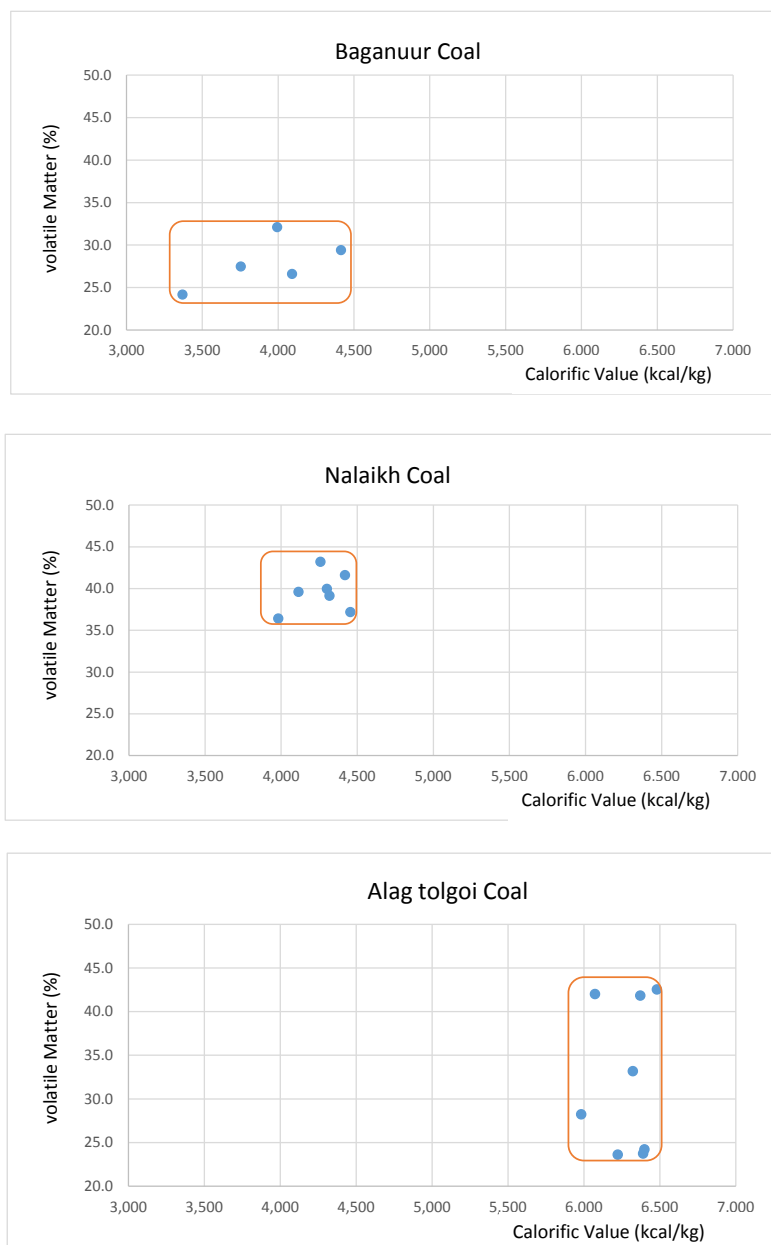 Baganuur Coal
50.0
45.0
40.0
35.0
30.0
25.0
20.0
volatile Matter (%)
3,000 3,500 4,000 4,500 5,000 5,500 6.000 6.500 7.000
Calorific Value (kcal/kg)
Nalaikh Coal
50.0
45.0
40.0
35.0
30.0
25.0
20.0
volatile Matter (%)
3,000 3,500 4,000 4,500 5,000 5,500 6.000 6.500 7.000
Calorific Value (kcal/kg)
Alag tolgoi Coal
50.0
45.0
40.0
35.0
30.0
25.0
20.0
volatile Matter (%)
3,000 3,500 4,000 4,500 5,000 5,500 6.000 6.500 7.000
Calorific Value (kcal/kg)